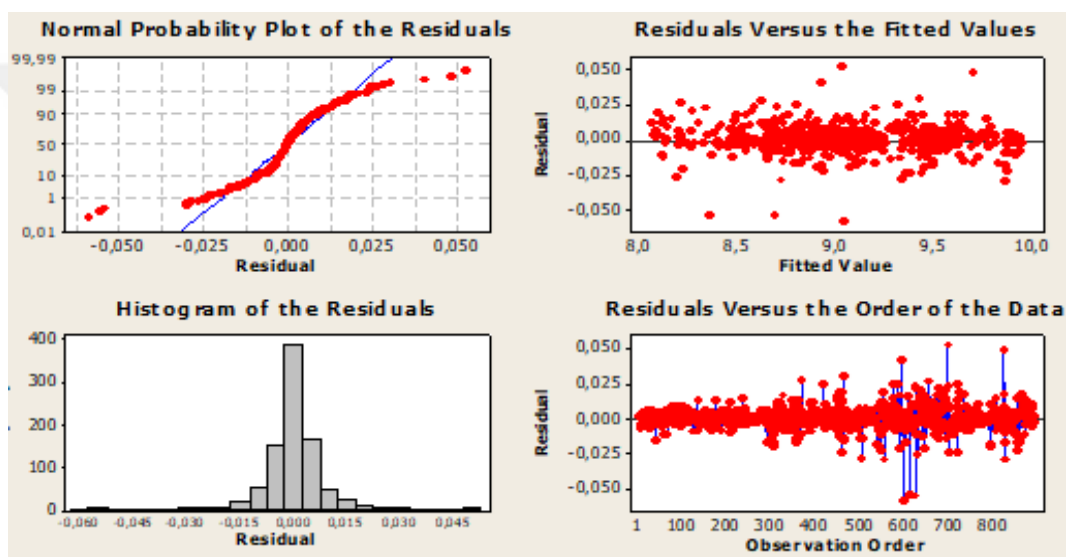 Normal Probability Plot of the Residuals
99,99
99
90
50
10
1
0,01
-0,050 -0,025 0,000 0,025 0,050
Residual
Residuals Versus the Fitted Values
0,050
0,025
0,000
-0,025
-0,050
Residual
8,0 8,5 9,0 9,5 10,0
Fitted Value
Histogram of the Residuals
400
300
200
100
0
-0,060 -0,045 -0,030 -0,015 0,000 0,015 0,030 0,045
Residual
Residuals Versus the Order of the Data
0,050
0,025
0,000
-0,025
-0,050
Residual
1 100 200 300 400 500 600 700 800
Observation Order